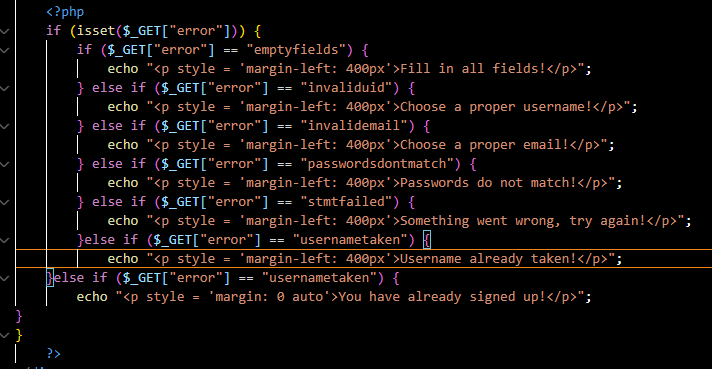 <?php
if (isset($_GET["error"])) {
if ($_GET["error"] == "emptyfields") {
echo "<p style = 'margin-left: 400px'>Fill in all fields!</p>";
} else if ($_GET["error"] == "invaliduid") {
echo "<p style = 'margin-left: 400px'>Choose a proper username!</p>";
} else if ($_GET["error"] == "invalidemail") {
echo "<p style = 'margin-left: 400px'>Choose a proper email!</p>";
} else if ($_GET["error"] == "passwordsdontmatch") {
echo "<p style = 'margin-left: 400px'>Passwords do not match!</p>";
} else if ($_GET["error"] == "stmtfailed") {
echo "<p style = 'margin-left: 400px'>Something went wrong, try again!</p>";
}else if ($_GET["error"] == "usernametaken") {
echo "<p style = 'margin-left: 400px'>Username already taken!</p>";
}else if ($_GET["error"] == "usernametaken") {
echo "<p style = 'margin: 0 auto'>You have already signed up!</p>";
}
}
?>